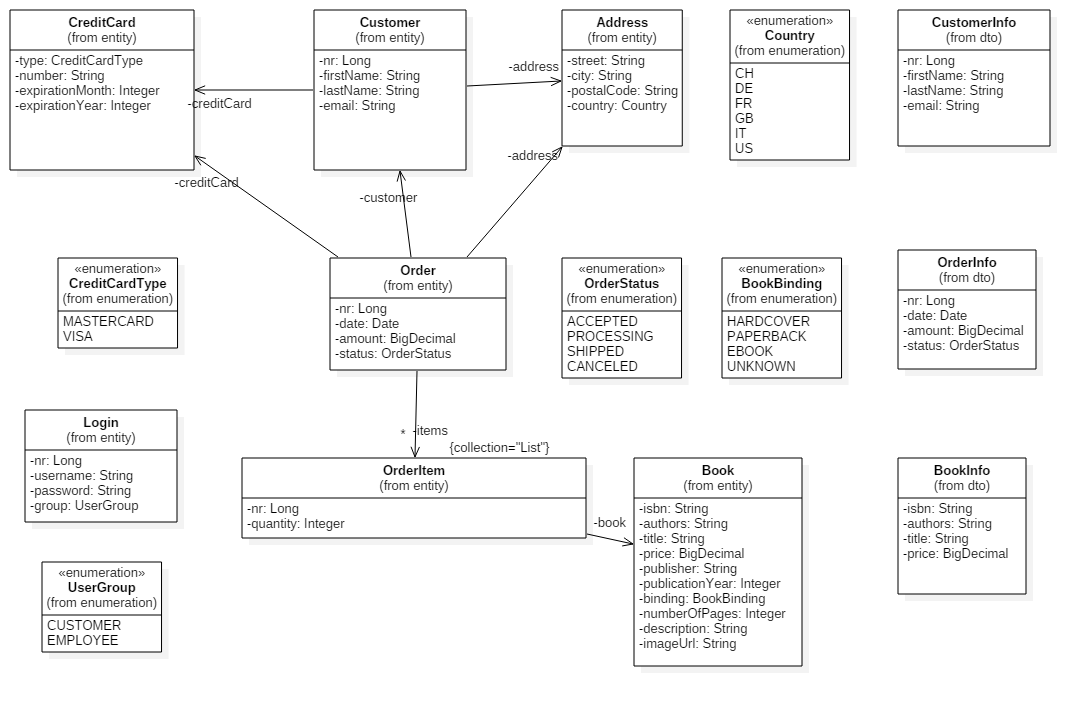 CreditCard
(from entity)
-type: CreditCardType
-number: String
-expirationMonth: Integer
-expirationYear: Integer
Customer
(from entity)
-nr: Long
-firstName: String
-lastName: String
-email: String
Address
(from entity)
-street: String
-city: String
-postalCode: String
-country: Country
«enumeration»
Country
(from enumeration)
CH
DE
FR
GB
IT
US
CustomerInfo
(from dto)
-nr: Long
-firstName: String
-lastName: String
-email: String
-address
-creditCard
-address
-creditCard
-customer
«enumeration»
CreditCardType
(from enumeration)
MASTERCARD
VISA
Order
(from entity)
-nr: Long
-date: Date
-amount: BigDecimal
-status: OrderStatus
«enumeration»
OrderStatus
(from enumeration)
ACCEPTED
PROCESSING
SHIPPED
CANCELED
«enumeration»
BookBinding
(from enumeration)
HARDCOVER
PAPERBACK
EBOOK
UNKNOWN
OrderInfo
(from dto)
-nr: Long
-date: Date
-amount: BigDecimal
-status: OrderStatus
Login
(from entity)
-nr: Long
-username: String
-password: String
-group: UserGroup
* -items
{collection="List"}
OrderItem
(from entity)
-nr: Long
-quantity: Integer
-book
Book
(from entity)
-isbn: String
-authors: String
-title: String
-price: BigDecimal
-publisher: String
-publicationYear: Integer
-binding: BookBinding
-numberOfPages: Integer
-description: String
-imageUrl: String
BookInfo
(from dto)
-isbn: String
-authors: String
-title: String
-price: BigDecimal
«enumeration»
UserGroup
(from enumeration)
CUSTOMER
EMPLOYEE